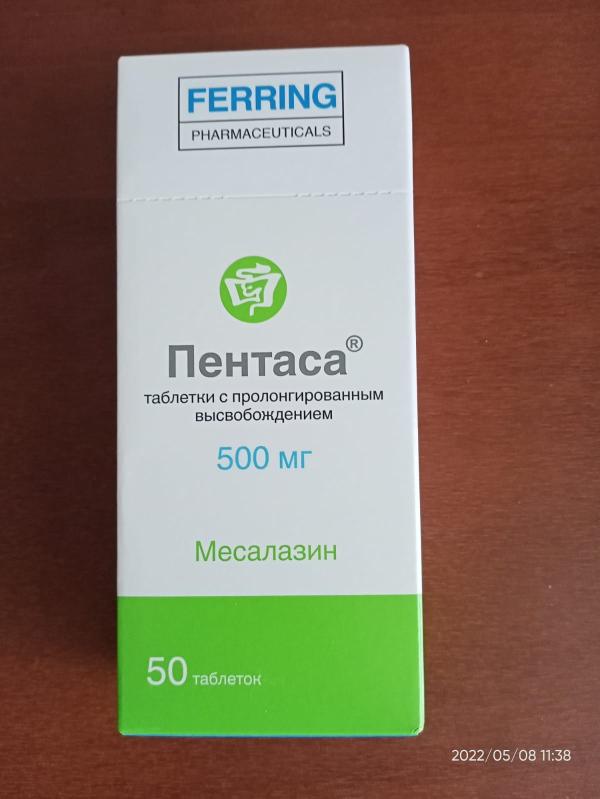 FERRING
PHARMACEUTICALS
Пентаса®
таблетки с пролонгированным
высвобождением
500 мг
Месалазин
50 таблеток
2022/05/08 11:38